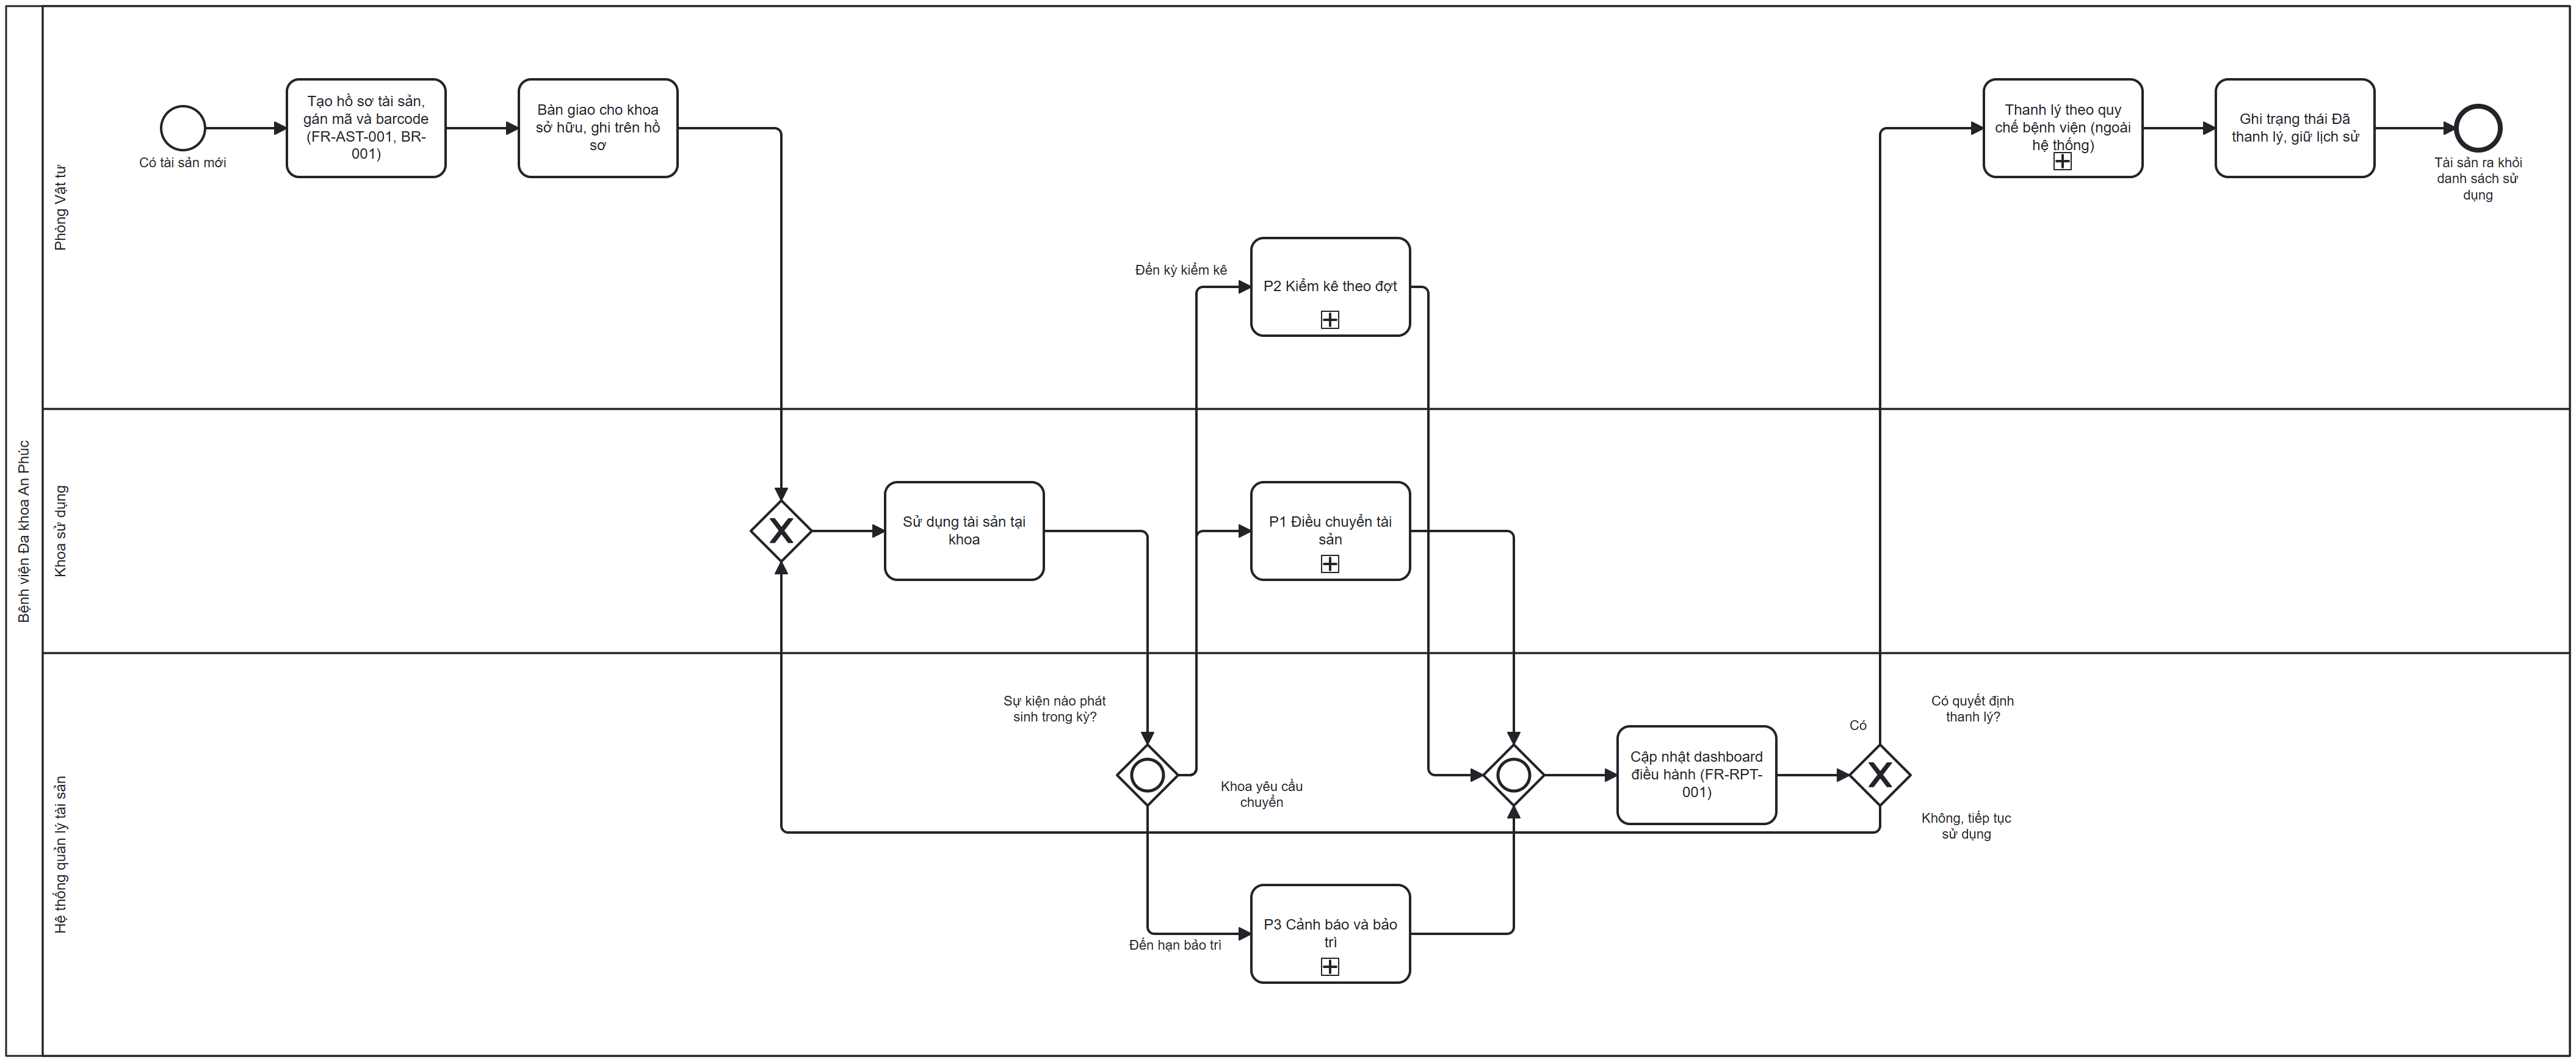 Bệnh viện Đa khoa An Phúc
Phòng Vật tư
Có tài sản mới
Tạo hồ sơ tài sản,
gán mã và barcode
(FR-AST-001, BR-
001)
Bàn giao cho khoa
sở hữu, ghi trên hồ
sơ
Đến kỳ kiểm kê
P2 Kiểm kê theo đợt
Thanh lý theo quy
chế bệnh viện (ngoài
hệ thống)
Ghi trạng thái Đã
thanh lý, giữ lịch sử
Tài sản ra khỏi
danh sách sử
dụng
Khoa sử dụng
Sử dụng tài sản tại
khoa
P1 Điều chuyển tài
sản
Hệ thống quản lý tài sản
Sự kiện nào phát
sinh trong kỳ?
Khoa yêu cầu
chuyển
Đến hạn bảo trì
P3 Cảnh báo và bảo
trì
Cập nhật dashboard
điều hành (FR-RPT-
001)
Có
Có quyết định
thanh lý?
Không, tiếp tục
sử dụng